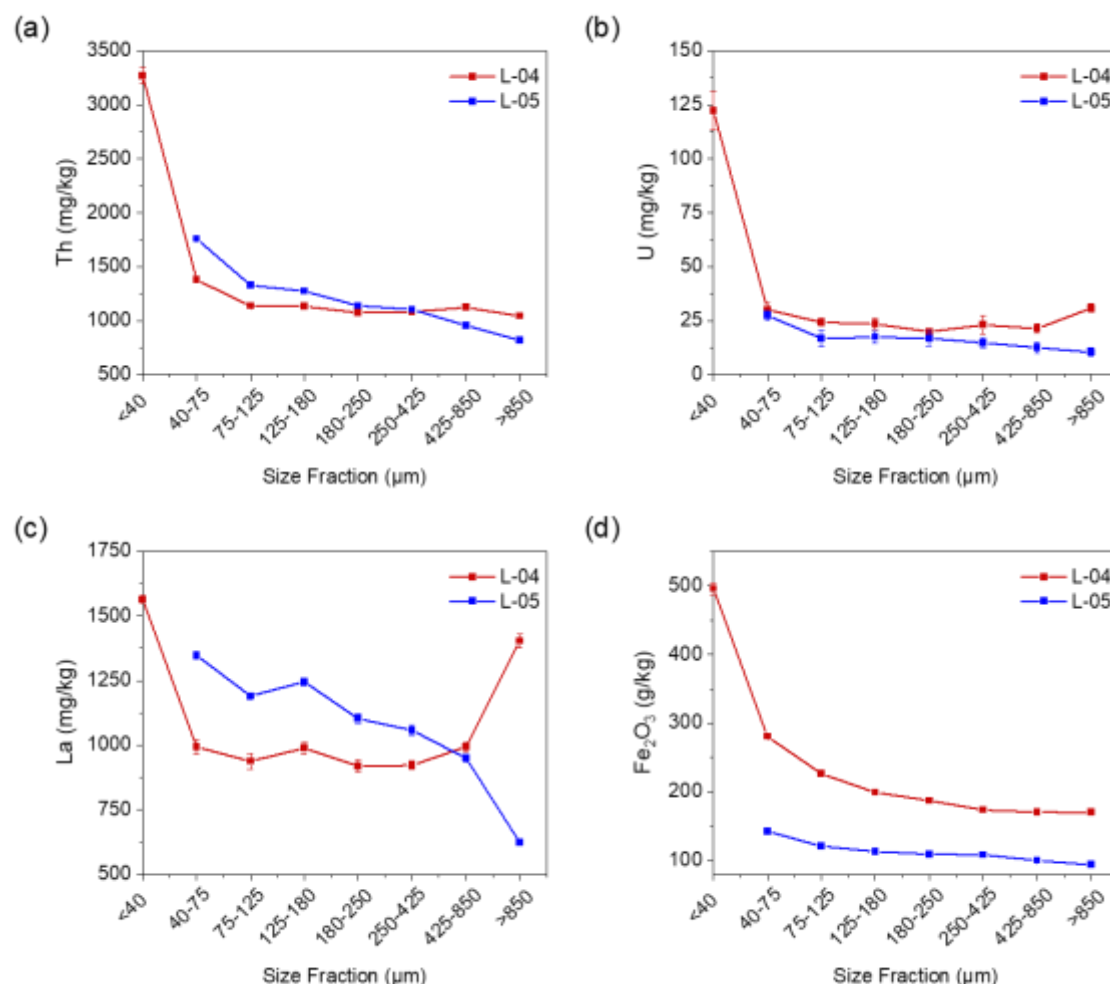 (a)
3500
3000
2500
2000
1500
1000
500
Th (mg/kg)
L-04
L-05
<40
40-75
75-125
125-180
180-250
250-425
425-850
>850
Size Fraction (µm)
(b)
150
125
100
75
50
25
0
U (mg/kg)
L-04
L-05
<40
40-75
75-125
125-180
180-250
250-425
425-850
>850
Size Fraction (µm)
(c)
1750
1500
1250
1000
750
500
La (mg/kg)
L-04
L-05
<40
40-75
75-125
125-180
180-250
250-425
425-850
>850
Size Fraction (µm)
(d)
500
400
300
200
100
Fe₂O₃ (g/kg)
L-04
L-05
<40
40-75
75-125
125-180
180-250
250-425
425-850
>850
Size Fraction (µm)